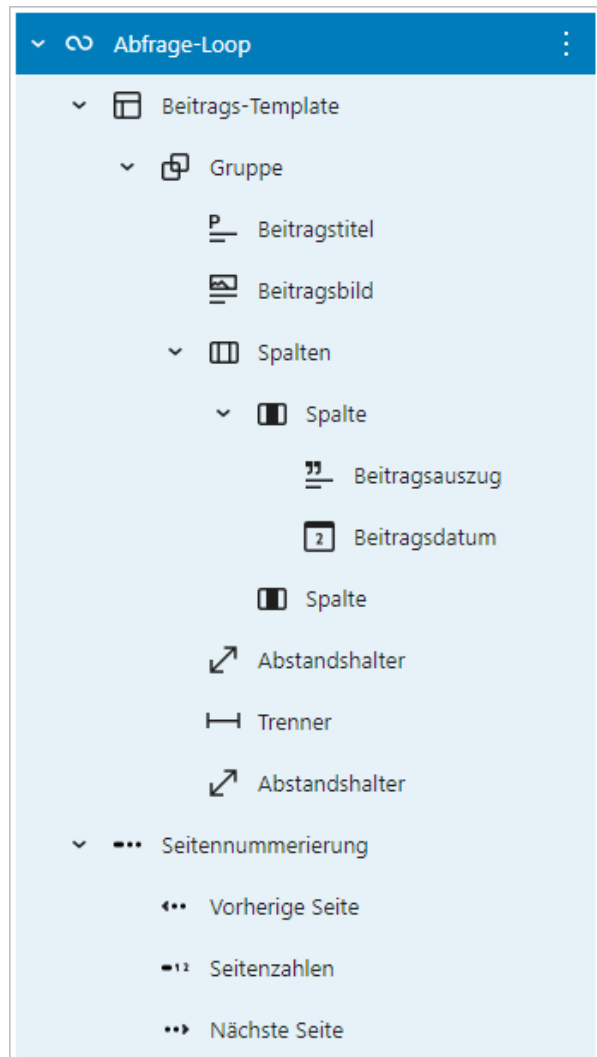 Abfrage-Loop
Beitrags-Template
Gruppe
Beitragstitel
Beitragsbild
Spalten
Spalte
Beitragsauszug
Beitragsdatum
Spalte
Abstandshalter
Trenner
Abstandshalter
Seitennummerierung
Vorherige Seite
Seitenzahlen
Nächste Seite